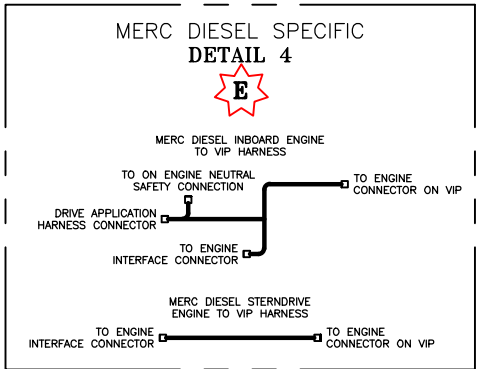 MERC DIESEL SPECIFIC
DETAIL 4
E
MERC DIESEL INBOARD ENGINE
TO VIP HARNESS
TO ON ENGINE NEUTRAL
SAFETY CONNECTION
TO ENGINE
CONNECTOR ON VIP
DRIVE APPLICATION
HARNESS CONNECTOR
TO ENGINE
INTERFACE CONNECTOR
MERC DIESEL STERNDRIVE
ENGINE TO VIP HARNESS
TO ENGINE
INTERFACE CONNECTOR
TO ENGINE
CONNECTOR ON VIP